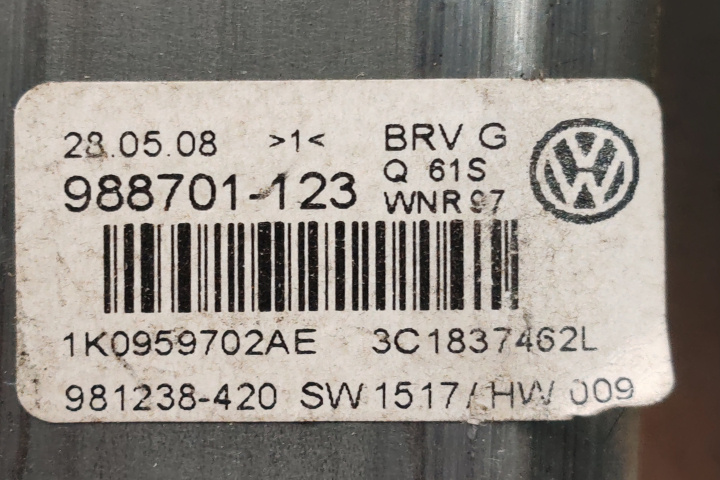 28.05.08 >1< BRV G
988701-123 Q 61S
WNR 97
1K0959702AE 3C1837462L
981238-420 SW 1517 / HW 009